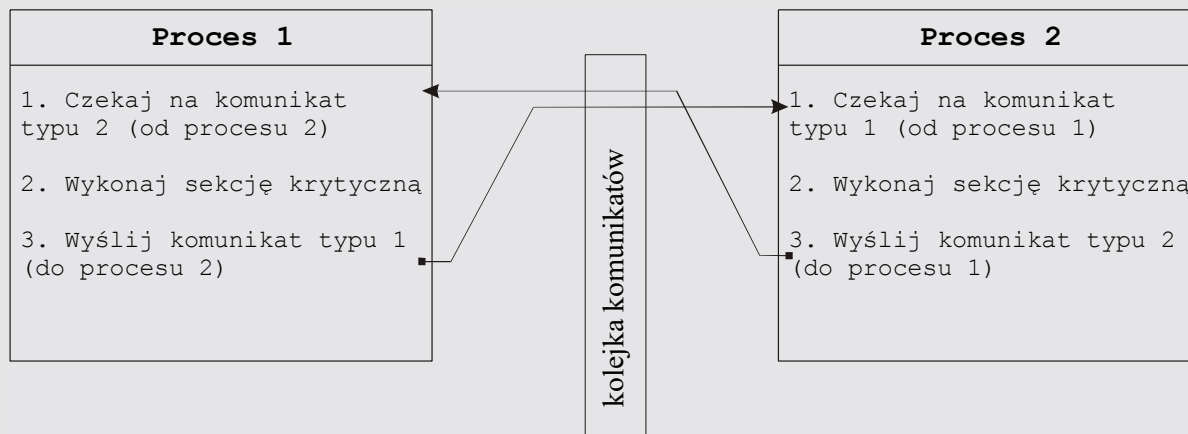 Proces 1
1. Czekaj na komunikat
typu 2 (od procesu 2)
2. Wykonaj sekcję krytyczną
3. Wyślij komunikat typu 1
(do procesu 2)
kolejka komunikatów
Proces 2
1. Czekaj na komunikat
typu 1 (od procesu 1)
2. Wykonaj sekcję krytyczną
3. Wyślij komunikat typu 2
(do procesu 1)